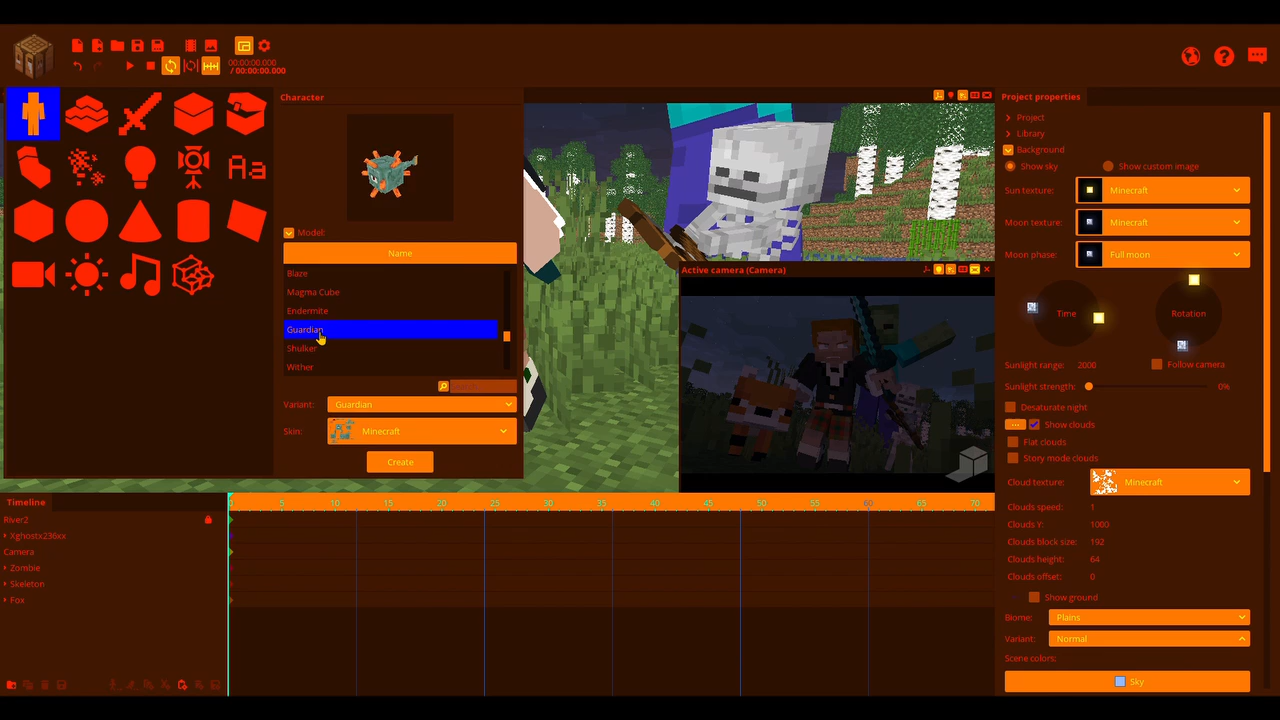 00:00:00.000
/ 00:00:00.000
Character
Model:
Name
Blaze
Magma Cube
Endermite
Guardian
Shulker
Wither
Search
Variant:
Guardian
Skin:
Minecraft
Create
Aa
Active camera (Camera)
Project properties
Project
Library
Background
Show sky
Show custom image
Sun texture:
Minecraft
Moon texture:
Minecraft
Moon phase:
Full moon
Time
Rotation
Sunlight range:
2000
Follow camera
Sunlight strength:
0%
Desaturate night
Show clouds
Flat clouds
Story mode clouds
Cloud texture:
Minecraft
Clouds speed:
1
Clouds Y:
1000
Clouds block size:
192
Clouds height:
64
Clouds offset:
0
Show ground
Biome:
Plains
Variant:
Normal
Scene colors:
Sky
Timeline
0 5 10 15 20 25 30 35 40 45 50 55 60 65 70
River2
Xghostx236xx
Camera
Zombie
Skeleton
Fox